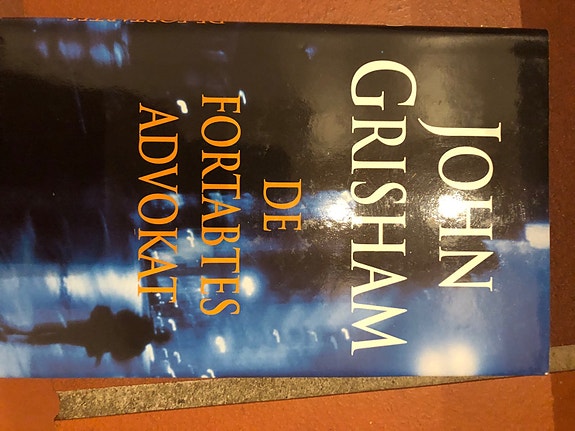 JOHN
GRISHAM
DE
FORTABTES
ADVOKAT